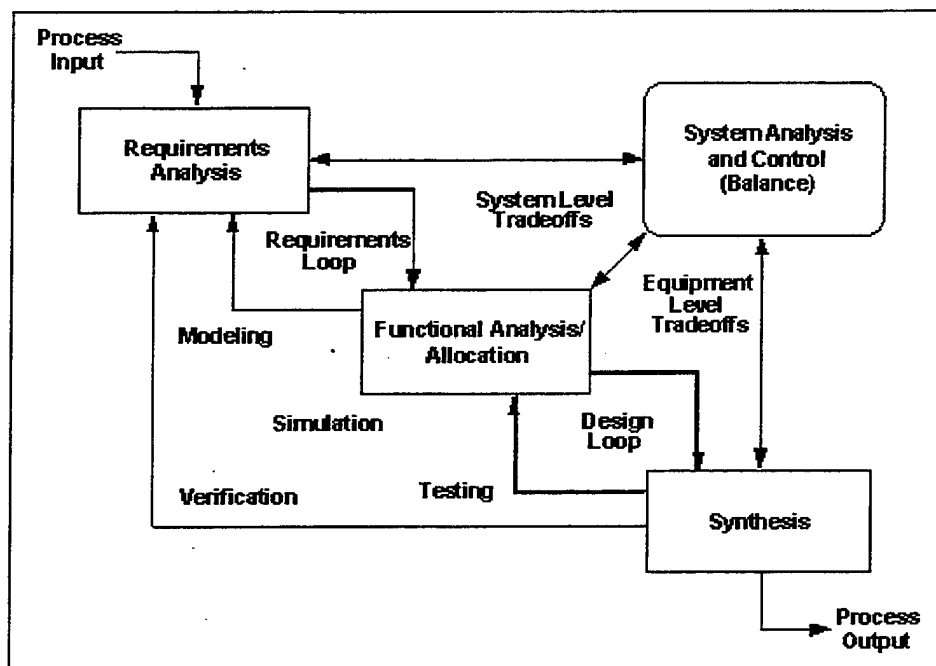 Process
Input
Requirements
Analysis
System Analysis
and Control
(Balance)
System Level
Tradeoffs
Requirements
Loop
Equipment
Level
Tradeoffs
Modeling
Functional Analysis/
Allocation
Simulation
Design
Loop
Verification
Testing
Synthesis
Process
Output